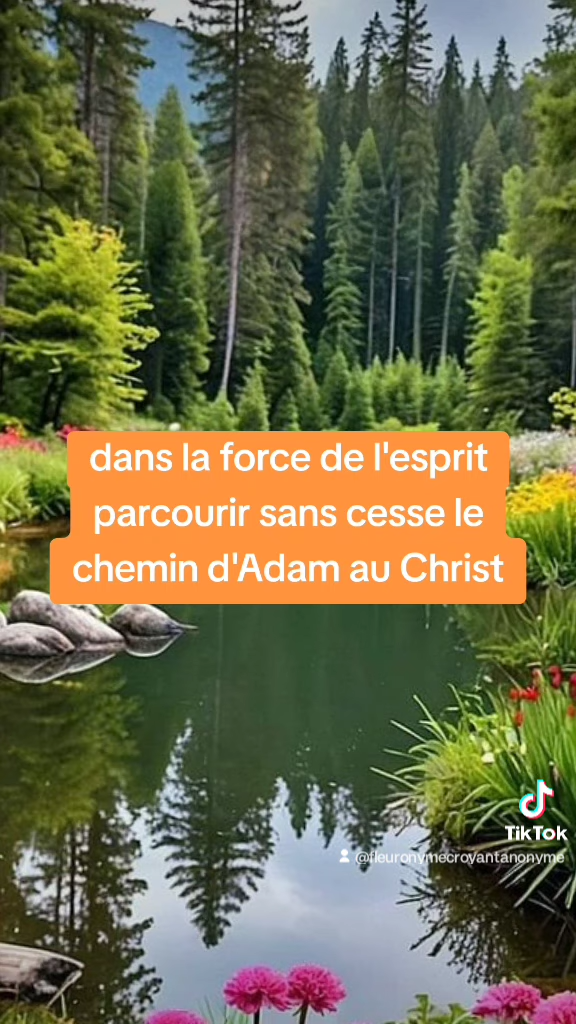 dans la force de l'esprit
parcourir sans cesse le
chemin d'Adam au Christ
TikTok
@fleuronymecroyantanonyme